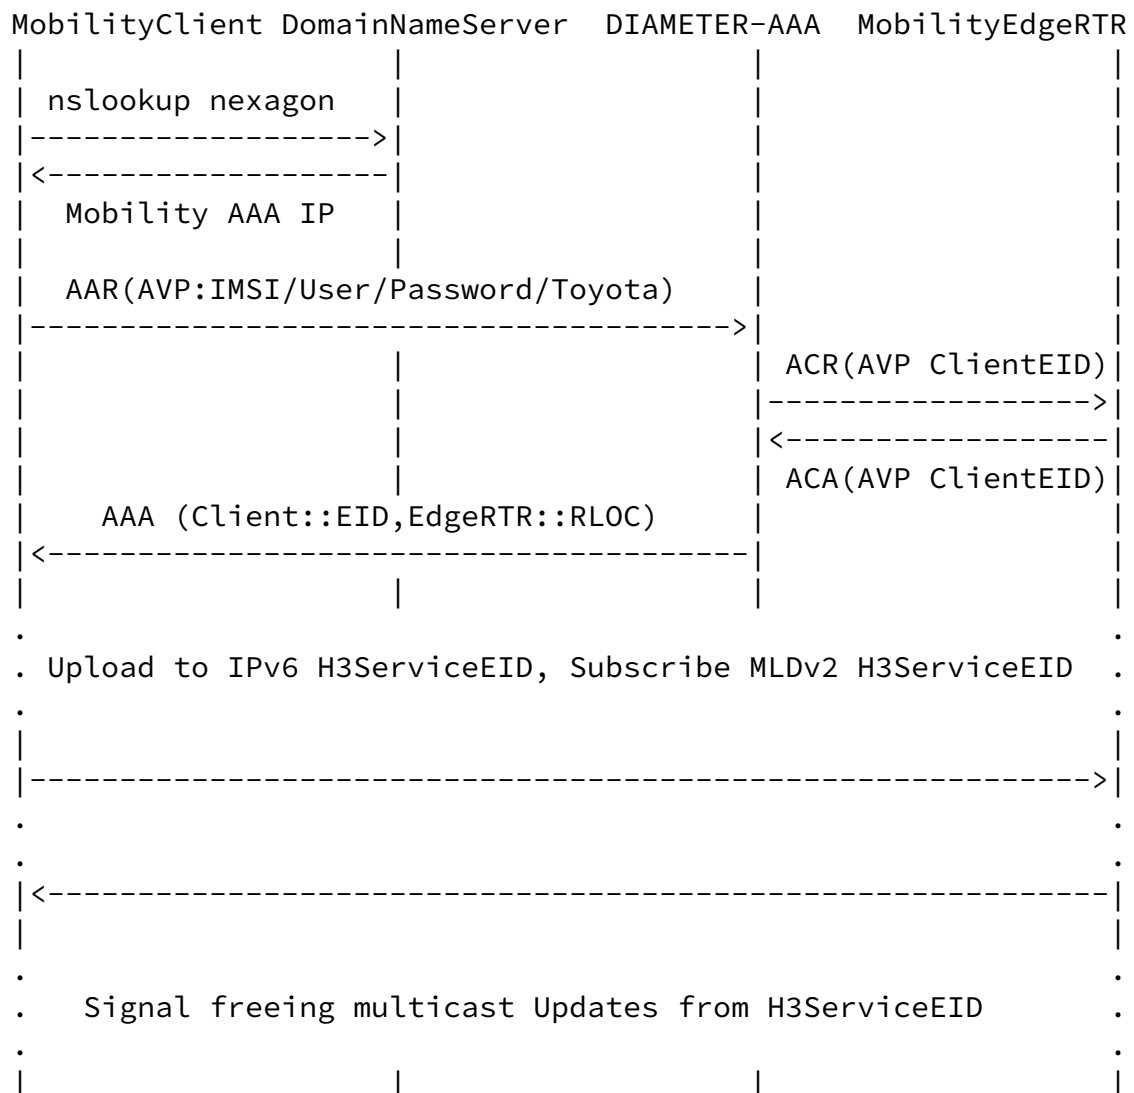 MobilityClient DomainNameServer DIAMETER-AAA MobilityEdgeRTR
nslookup nexagon
Mobility AAA IP
AAR(AVP:IMSI/User/Password/Toyota)
ACR(AVP ClientEID)
ACA(AVP ClientEID)
AAA (Client::EID,EdgeRTR::RLOC)
Upload to IPv6 H3ServiceEID, Subscribe MLDv2 H3ServiceEID
Signal freeing multicast Updates from H3ServiceEID